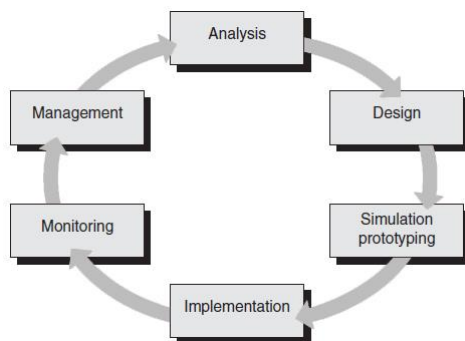 Analysis
Design
Simulation
prototyping
Implementation
Monitoring
Management